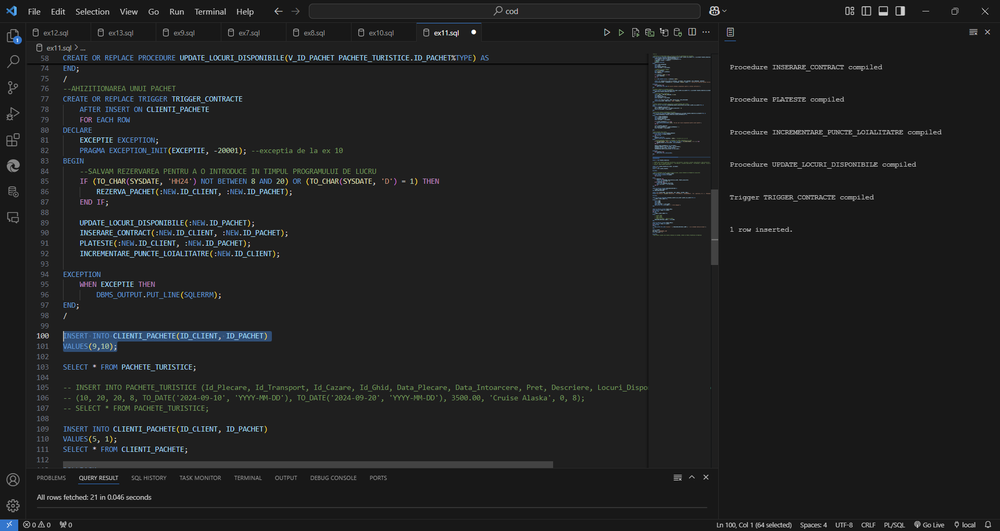 File Edit Selection View Go Run Terminal Help
cod
ex12.sql ex13.sql ex9.sql ex7.sql ex8.sql ex10.sql ex11.sql
ex11.sql > ...
58 CREATE OR REPLACE PROCEDURE UPDATE_LOCURI_DISPONIBILE(V_ID_PACHET PACHETE_TURISTICE.ID_PACHET%TYPE) AS
74 END;
75 /
76 --AHIZITIONAREA UNUI PACHET
77 CREATE OR REPLACE TRIGGER TRIGGER_CONTRACTE
78 AFTER INSERT ON CLIENTI_PACHETE
79 FOR EACH ROW
80 DECLARE
81 EXCEPTIE EXCEPTION;
82 PRAGMA EXCEPTION_INIT(EXCEPTIE, -20001); --exceptia de la ex 10
83 BEGIN
84 --SALVAM REZERVAREA PENTRU A O INTRODUCE IN TIMPUL PROGRAMULUI DE LUCRU
85 IF (TO_CHAR(SYSDATE, 'HH24') NOT BETWEEN 8 AND 20) OR (TO_CHAR(SYSDATE, 'D') = 1) THEN
86 REZERVA_PACHET(:NEW.ID_CLIENT, :NEW.ID_PACHET);
87 END IF;
88
89 UPDATE_LOCURI_DISPONIBILE(:NEW.ID_PACHET);
90 INSERARE_CONTRACT(:NEW.ID_CLIENT, :NEW.ID_PACHET);
91 PLATESTE(:NEW.ID_CLIENT, :NEW.ID_PACHET);
92 INCREMENTARE_PUNCTE_LOIALITATRE(:NEW.ID_CLIENT);
93
94 EXCEPTION
95 WHEN EXCEPTIE THEN
96 DBMS_OUTPUT.PUT_LINE(SQLERRM);
97 END;
98 /
99
100 INSERT INTO CLIENTI_PACHETE(ID_CLIENT, ID_PACHET)
101 VALUES(9,10);
102
103 SELECT * FROM PACHETE_TURISTICE;
104
105 -- INSERT INTO PACHETE_TURISTICE (Id_Plecare, Id_Transport, Id_Cazare, Id_Ghid, Data_Plecare, Data_Intoarcere, Pret, Descriere, Locuri_Dispo
106 -- (10, 20, 20, 8, TO_DATE('2024-09-10', 'YYYY-MM-DD'), TO_DATE('2024-09-20', 'YYYY-MM-DD'), 3500.00, 'Cruise Alaska', 0, 8);
107 -- SELECT * FROM PACHETE_TURISTICE;
108
109 INSERT INTO CLIENTI_PACHETE(ID_CLIENT, ID_PACHET)
110 VALUES(5, 1);
111 SELECT * FROM CLIENTI_PACHETE;
112
Procedure INSERARE_CONTRACT compiled
Procedure PLATESTE compiled
Procedure INCREMENTARE_PUNCTE_LOIALITATRE compiled
Procedure UPDATE_LOCURI_DISPONIBILE compiled
Trigger TRIGGER_CONTRACTE compiled
1 row inserted.
PROBLEMS QUERY RESULT SQL HISTORY TASK MONITOR TERMINAL OUTPUT DEBUG CONSOLE PORTS
All rows fetched: 21 in 0.046 seconds
1
0 0 0 Ln 100, Col 1 (64 selected) Spaces: 4 UTF-8 CRLF PL/SQL Go Live local